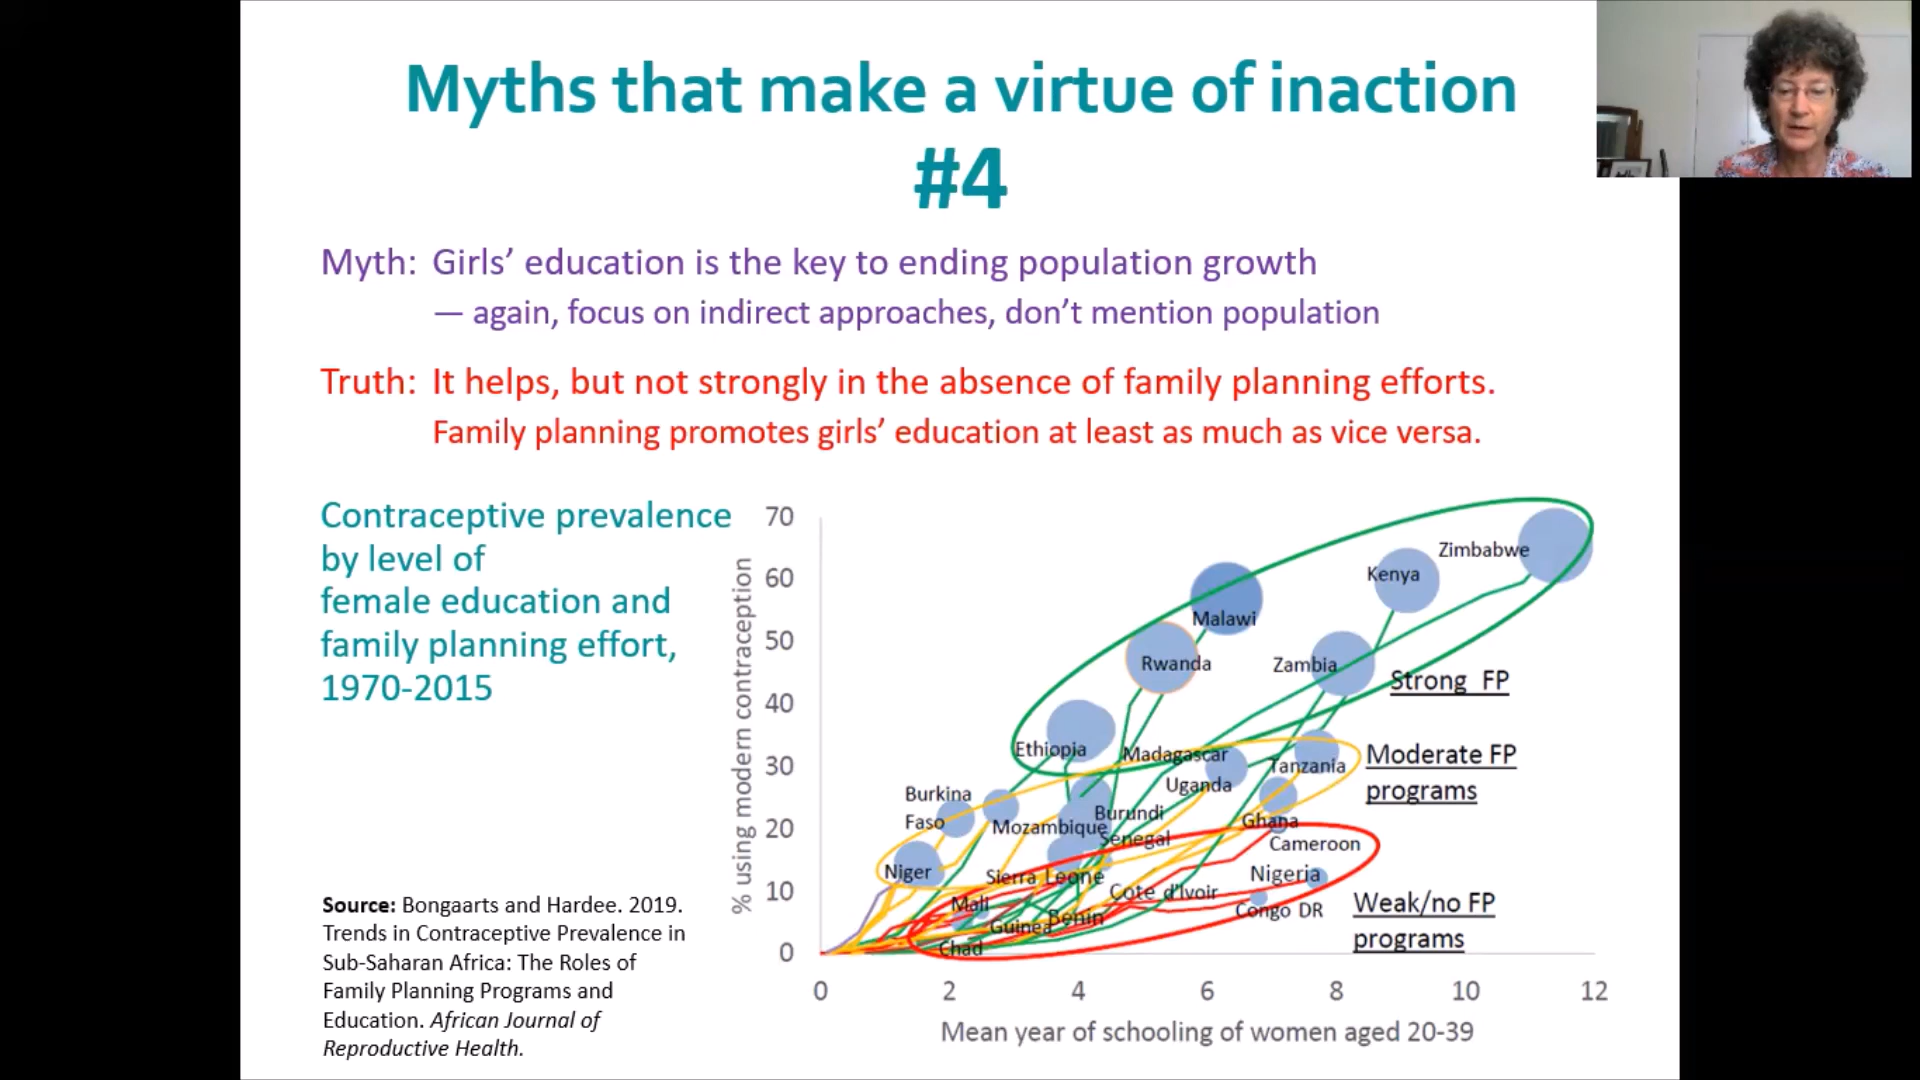 Myths that make a virtue of inaction
#4
Myth: Girls’ education is the key to ending population growth
— again, focus on indirect approaches, don’t mention population
Truth: It helps, but not strongly in the absence of family planning efforts.
Family planning promotes girls’ education at least as much as vice versa.
Contraceptive prevalence
by level of
female education and
family planning effort,
1970-2015
Source: Bongaarts and Hardee. 2019.
Trends in Contraceptive Prevalence in
Sub-Saharan Africa: The Roles of
Family Planning Programs and
Education. African Journal of
Reproductive Health.
% using modern contraception
70
60
50
40
30
20
10
0
Zimbabwe
Kenya
Malawi
Rwanda
Zambia
Strong FP
Ethiopia
Madagascar
Tanzania
Moderate FP
programs
Uganda
Burkina
Faso
Mozambique
Burundi
Senegal
Ghana
Cameroon
Niger
Sierra Leone
Nigeria
Cote d'Ivoir
Mali
Congo DR
Weak/no FP
programs
Benin
Guinea
Chad
0 2 4 6 8 10 12
Mean year of schooling of women aged 20-39